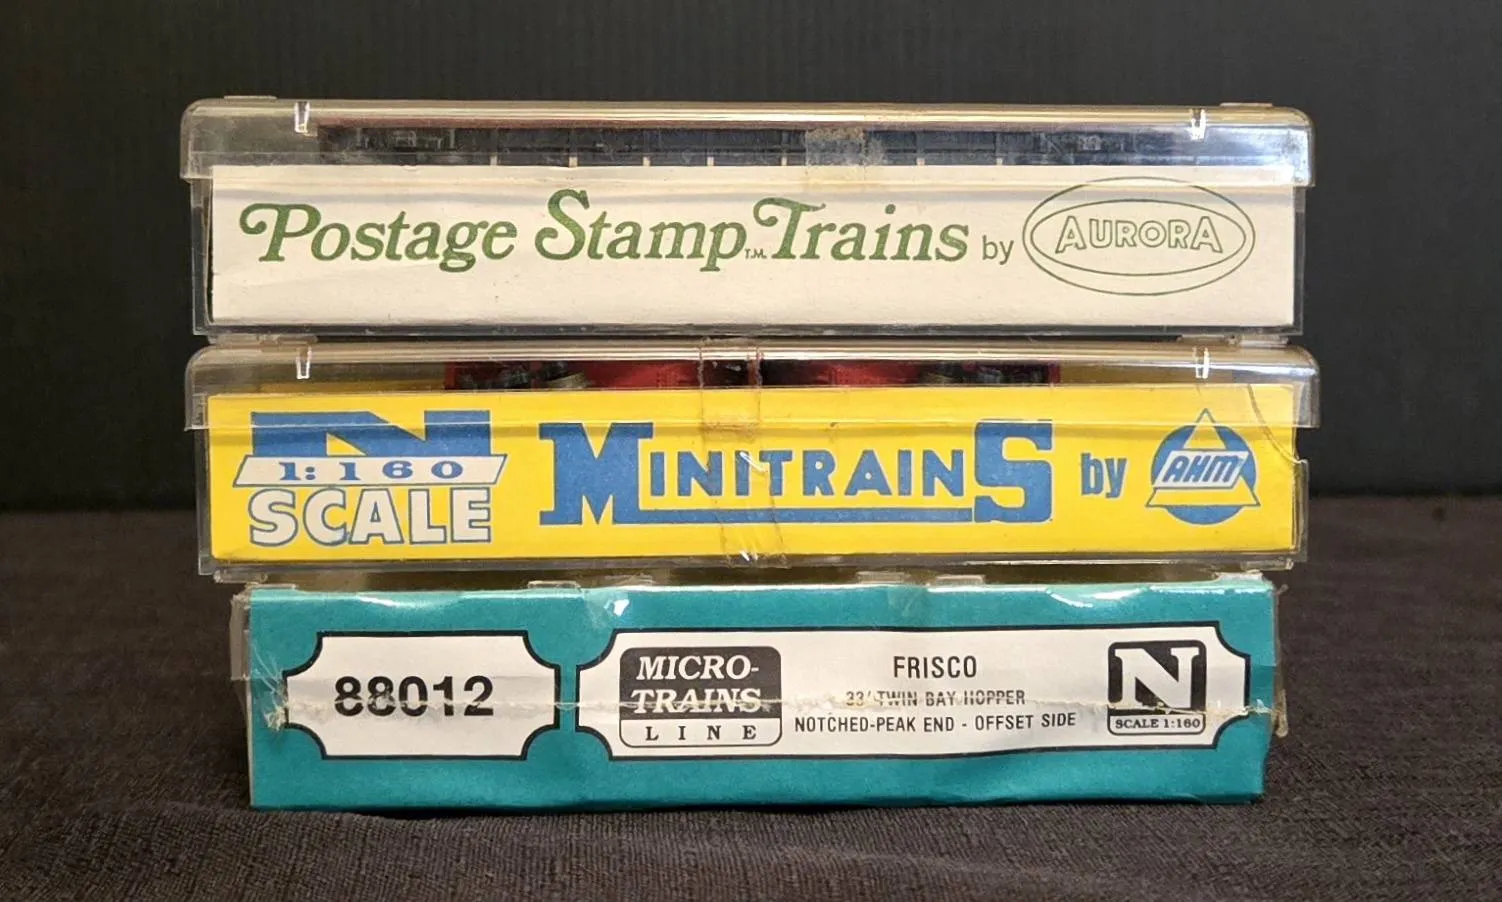 Postage Stamp T.M. Trains by AURORA
N
1:160
SCALE
MINITRAINS by AHM
88012
MICRO-
TRAINS
LINE
FRISCO
33' TWIN BAY HOPPER
NOTCHED-PEAK END - OFFSET SIDE
N
SCALE 1:160